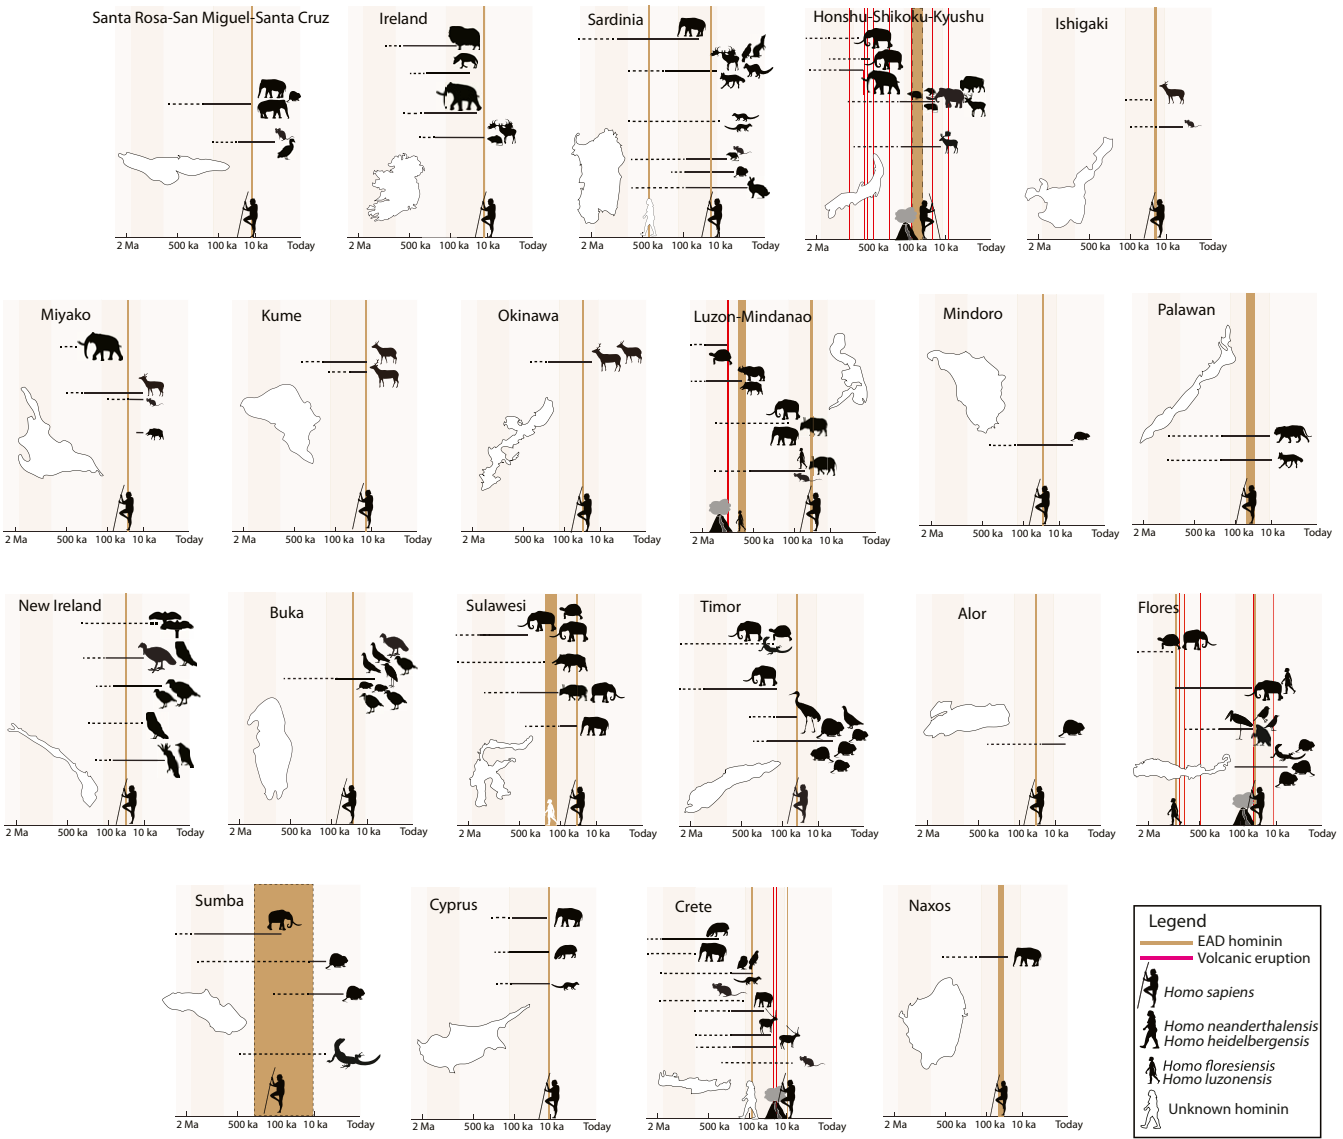 Santa Rosa-San Miguel-Santa Cruz
Ireland
Sardinia
Honshu-Shikoku-Kyushu
Ishigaki
2 Ma 500 ka 100 ka 10 ka Today
2 Ma 500 ka 100 ka 10 ka Today
2 Ma 500 ka 100 ka 10 ka Today
2 Ma 500 ka 100 ka 10 ka Today
2 Ma 500 ka 100 ka 10 ka Today
Miyako
Kume
Okinawa
Luzon-Mindanao
Mindoro
Palawan
2 Ma 500 ka 100 ka 10 ka Today
2 Ma 500 ka 100 ka 10 ka Today
2 Ma 500 ka 100 ka 10 ka Today
2 Ma 500 ka 100 ka 10 ka Today
2 Ma 500 ka 100 ka 10 ka Today
2 Ma 500 ka 100 ka 10 ka Today
New Ireland
Buka
Sulawesi
Timor
Alor
Flores
2 Ma 500 ka 100 ka 10 ka Today
2 Ma 500 ka 100 ka 10 ka Today
2 Ma 500 ka 100 ka 10 ka Today
2 Ma 500 ka 100 ka 10 ka Today
2 Ma 500 ka 100 ka 10 ka Today
2 Ma 500 ka 100 ka 10 ka Today
Sumba
Cyprus
Crete
Naxos
2 Ma 500 ka 100 ka 10 ka Today
2 Ma 500 ka 100 ka 10 ka Today
2 Ma 500 ka 100 ka 10 ka Today
2 Ma 500 ka 100 ka 10 ka Today
Legend
EAD hominin
Volcanic eruption
Homo sapiens
Homo neanderthalensis
Homo heidelbergensis
Homo floresiensis
Homo luzonensis
Unknown hominin